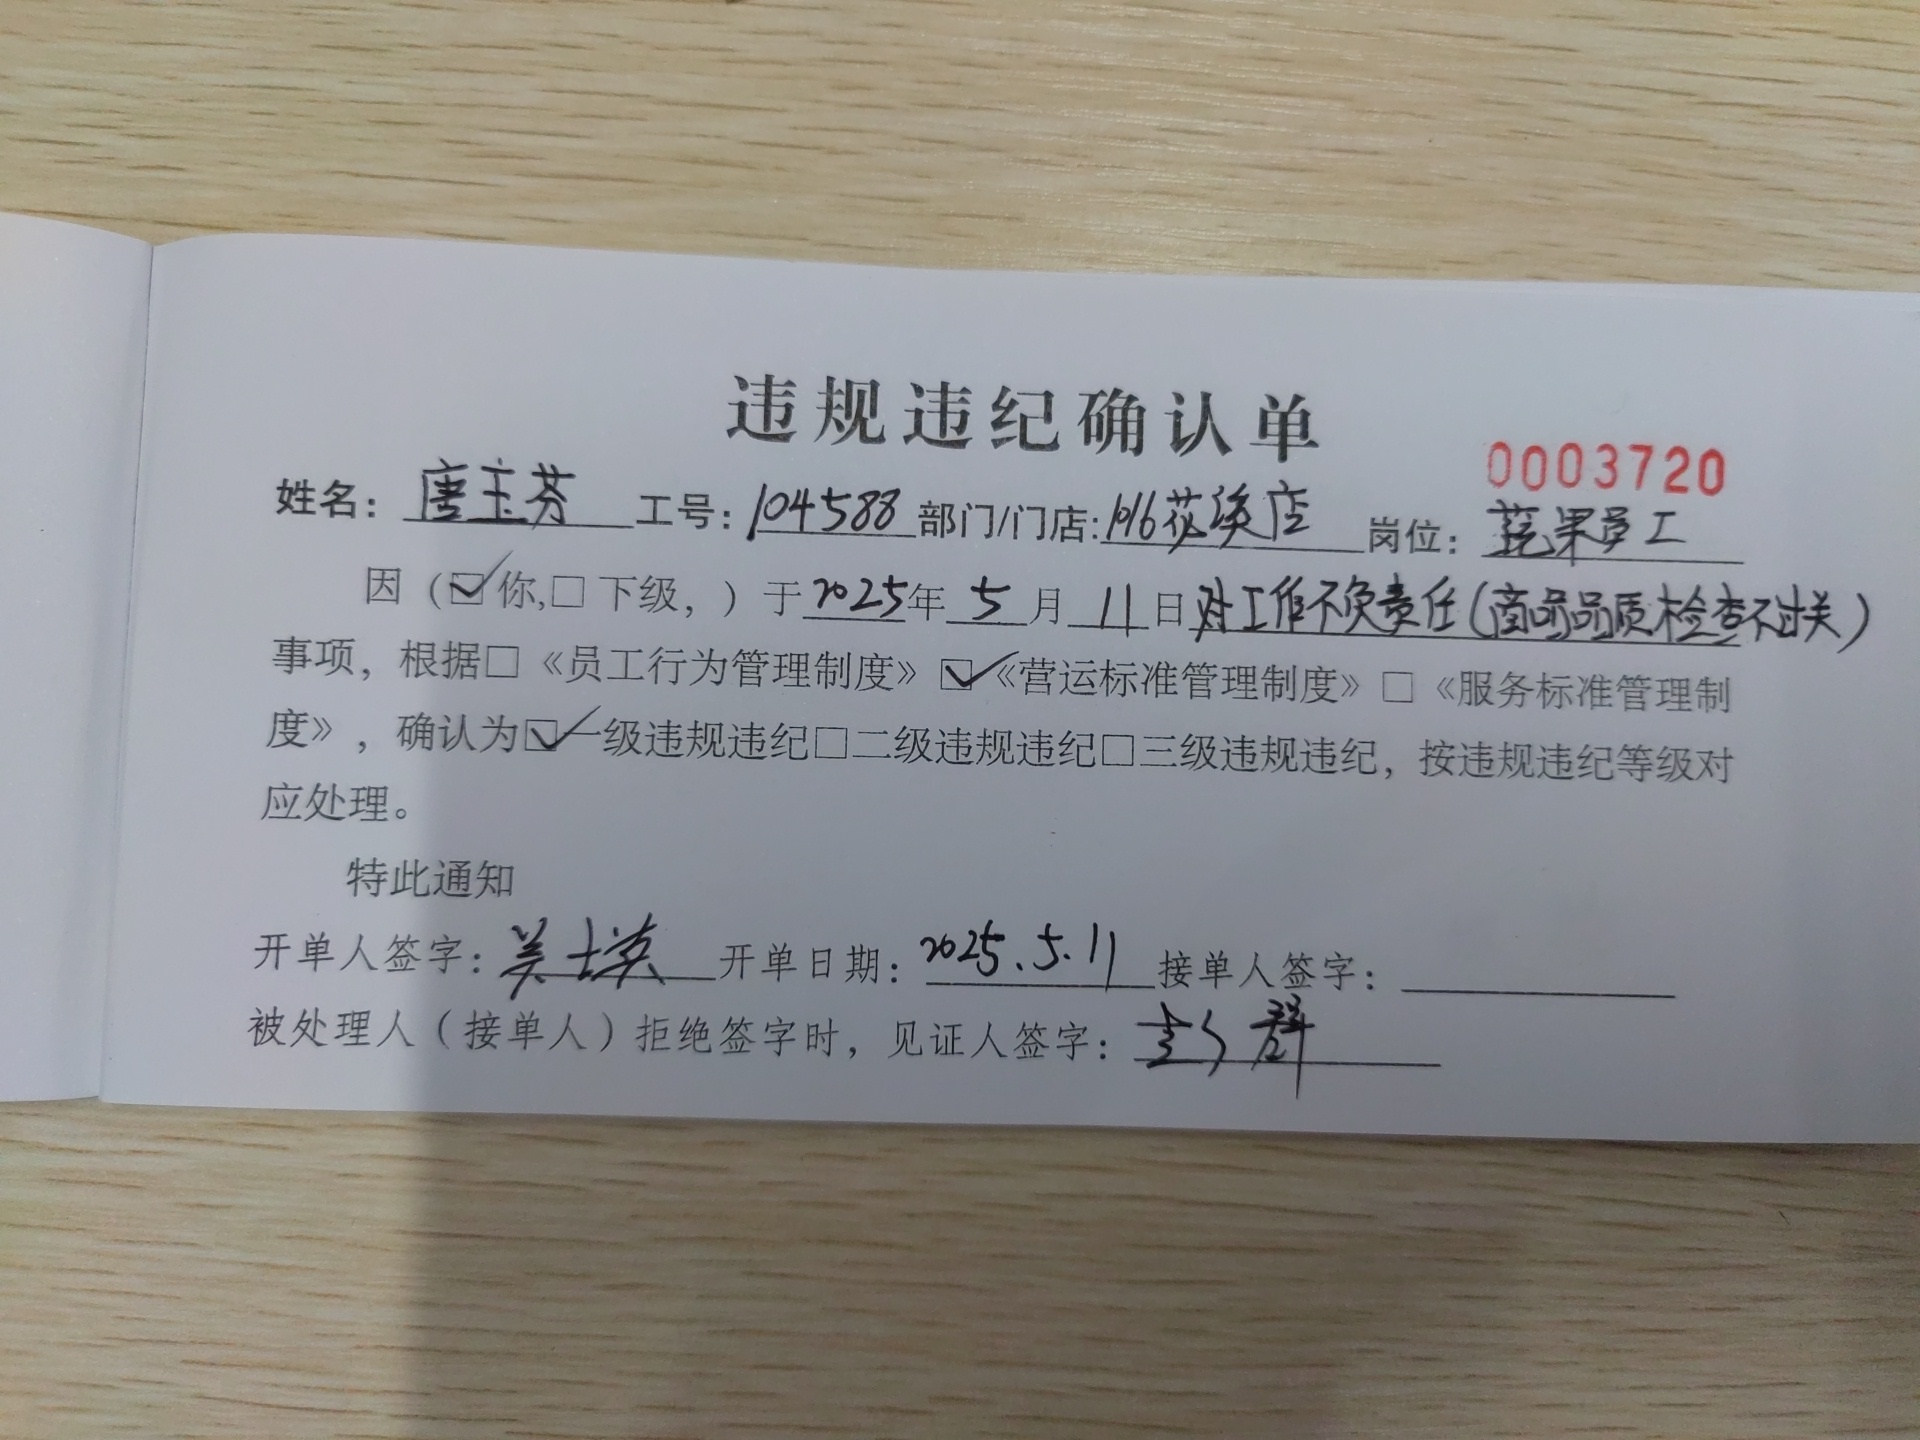 违规违纪确认单
0003720
姓名：唐玉芬 工号：104588 部门/门店：1016花溪店 岗位：蔬果员工
因（☑你,□下级，）于2025年5月11日对工作不负责任(商品品质检查不过关)
事项，根据□《员工行为管理制度》☑《营运标准管理制度》□《服务标准管理制
度》，确认为☑一级违规违纪□二级违规违纪□三级违规违纪，按违规违纪等级对
应处理。
特此通知
开单人签字： 开单日期：2025.5.11 接单人签字：
被处理人（接单人）拒绝签字时，见证人签字：彭群